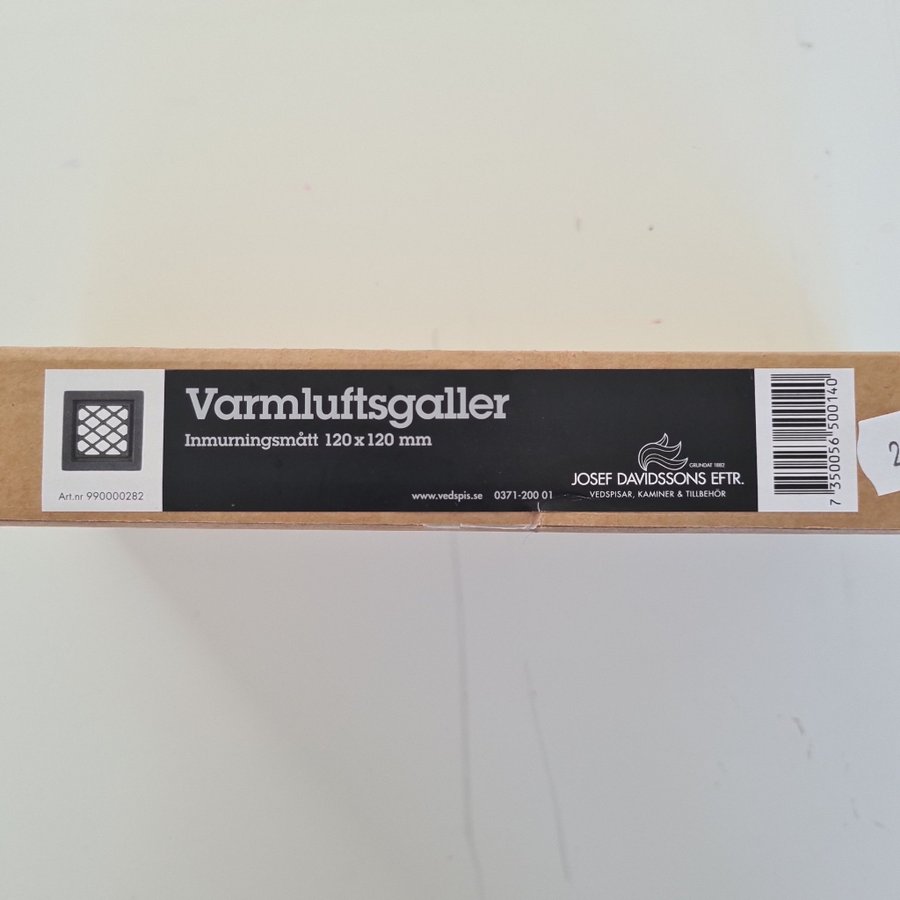 Varmluftsgaller
Inmurningsmått 120 x 120 mm
Art.nr 990000282
www.vedspis.se 0371-200 01
GRUNDAT 1882
JOSEF DAVIDSSONS EFTR.
VEDSPISAR, KAMINER & TILLBEHÖR
7 350056 500140
2